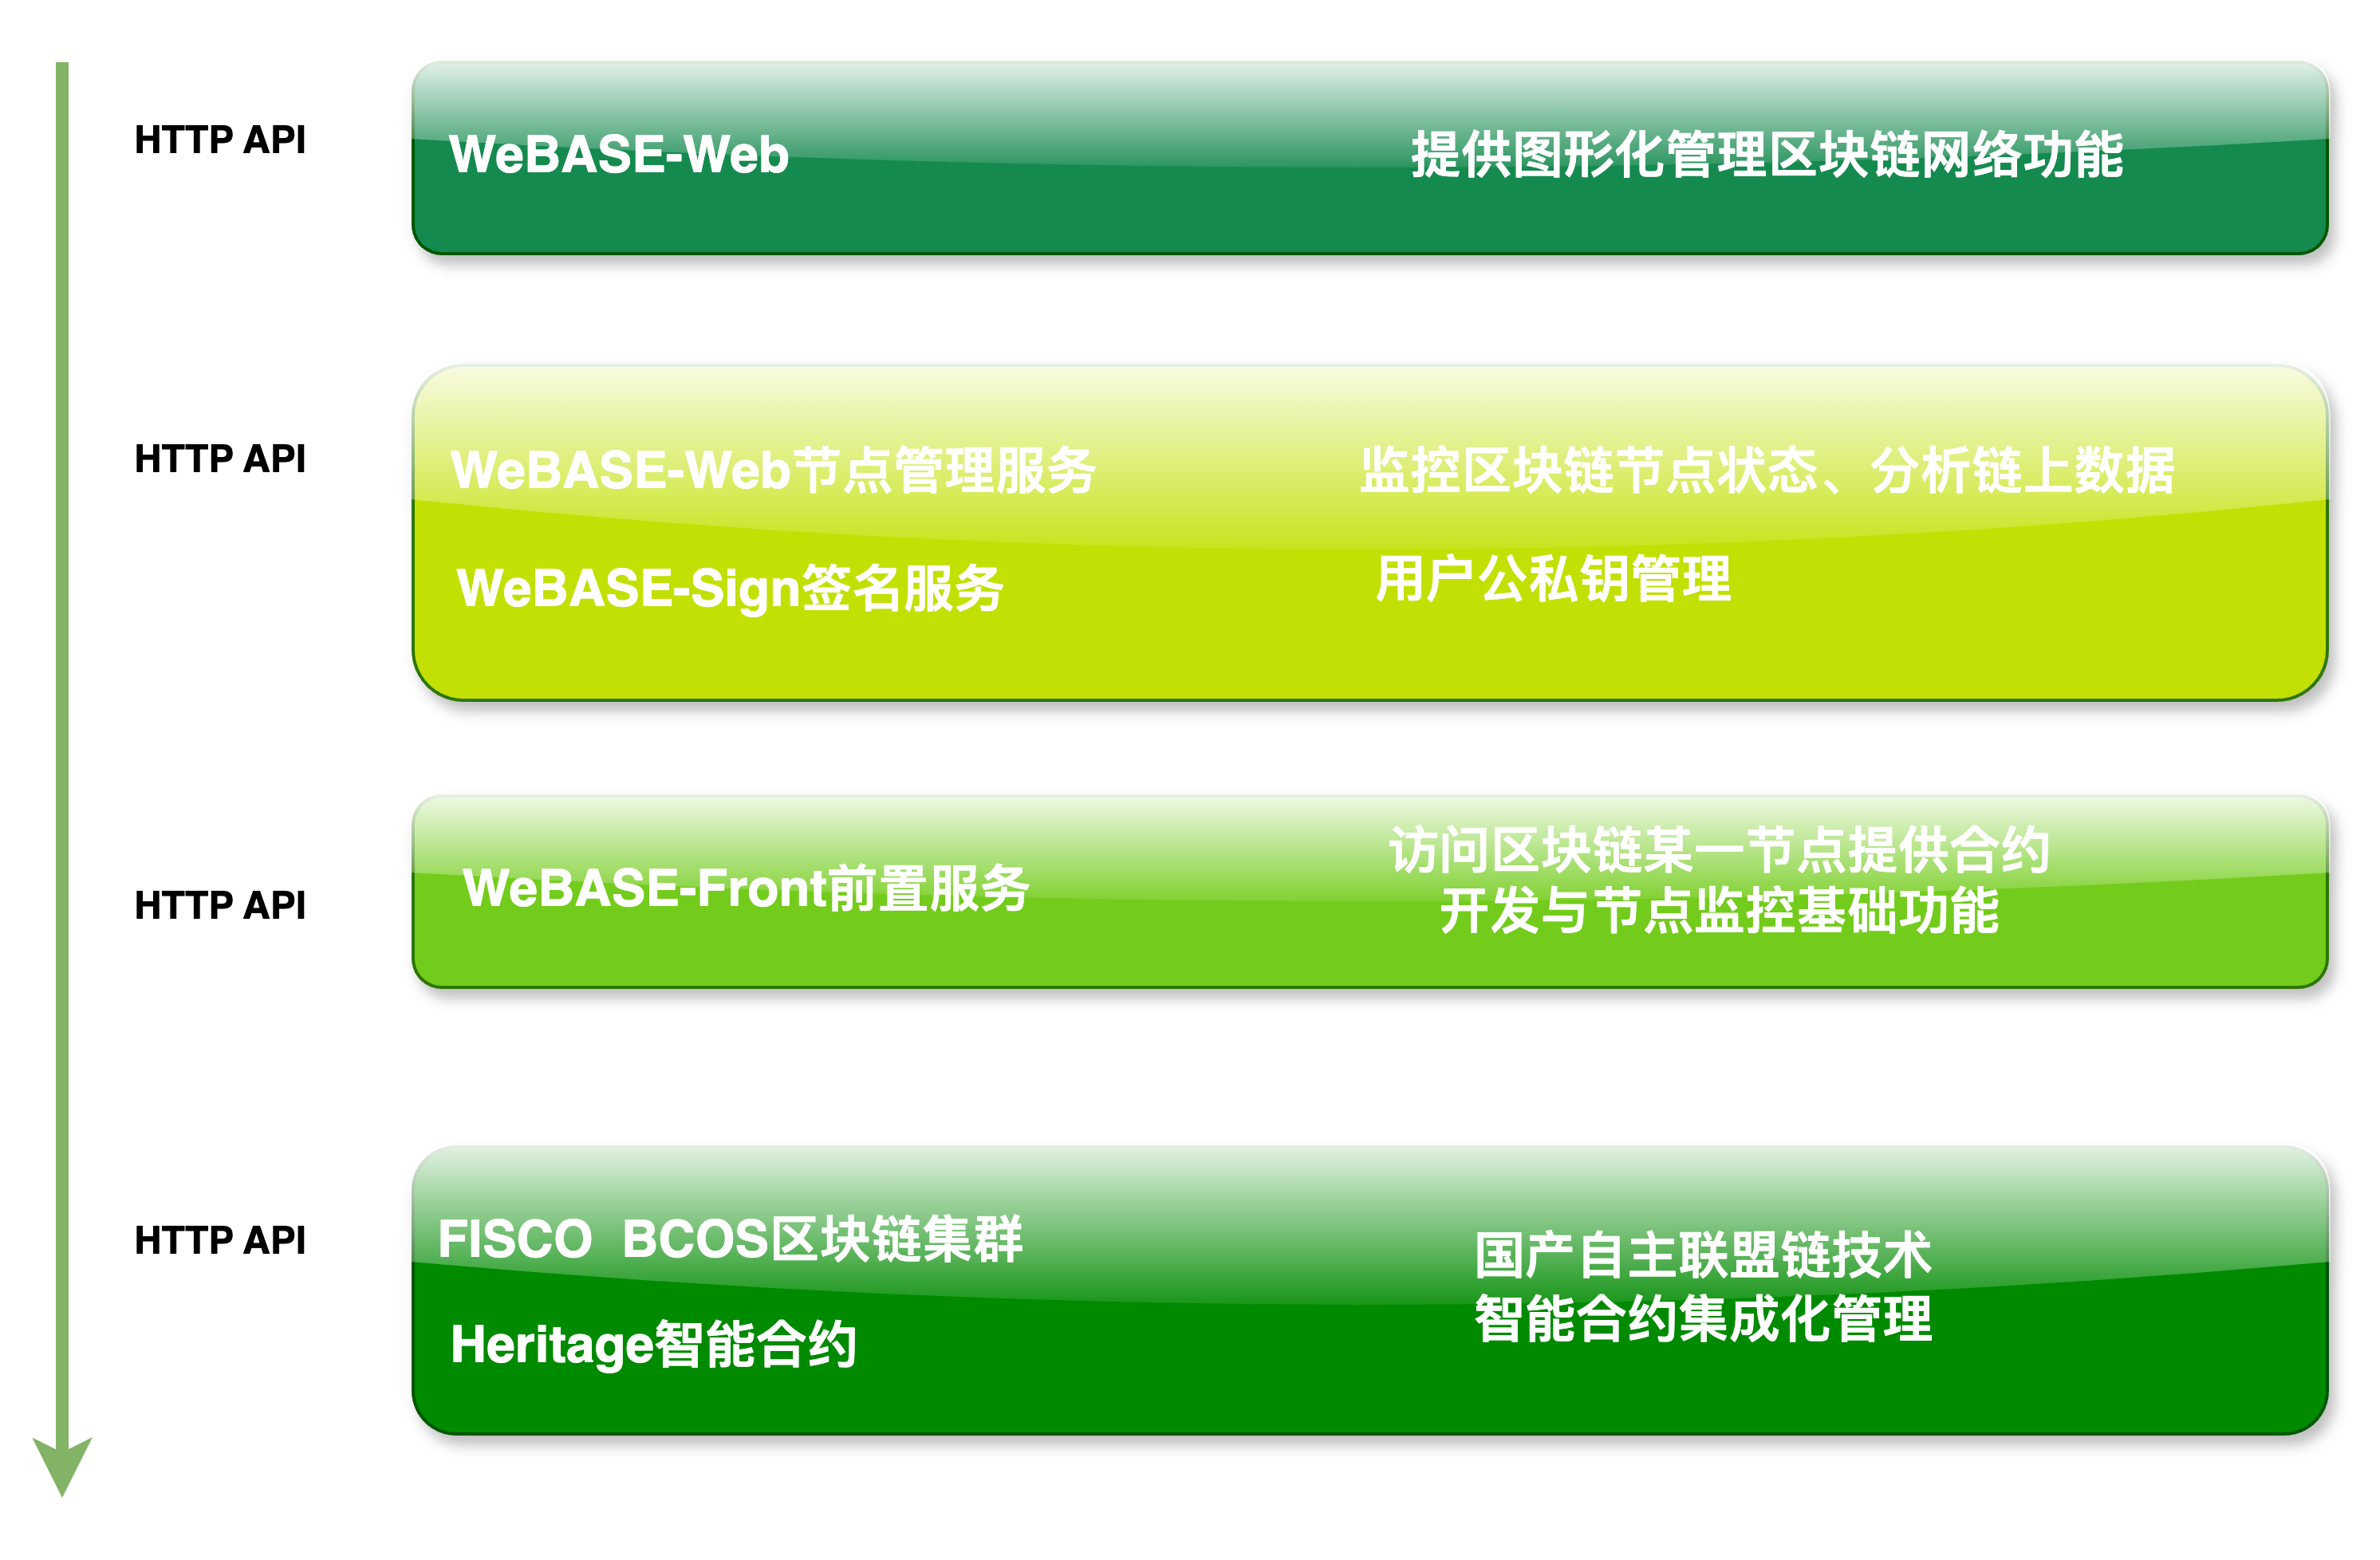 HTTP API
WeBASE-Web
提供图形化管理区块链网络功能
HTTP API
WeBASE-Web节点管理服务
监控区块链节点状态、分析链上数据
WeBASE-Sign签名服务
用户公私钥管理
HTTP API
WeBASE-Front前置服务
访问区块链某一节点提供合约
开发与节点监控基础功能
HTTP API
FISCO  BCOS区块链集群
Heritage智能合约
国产自主联盟链技术
智能合约集成化管理